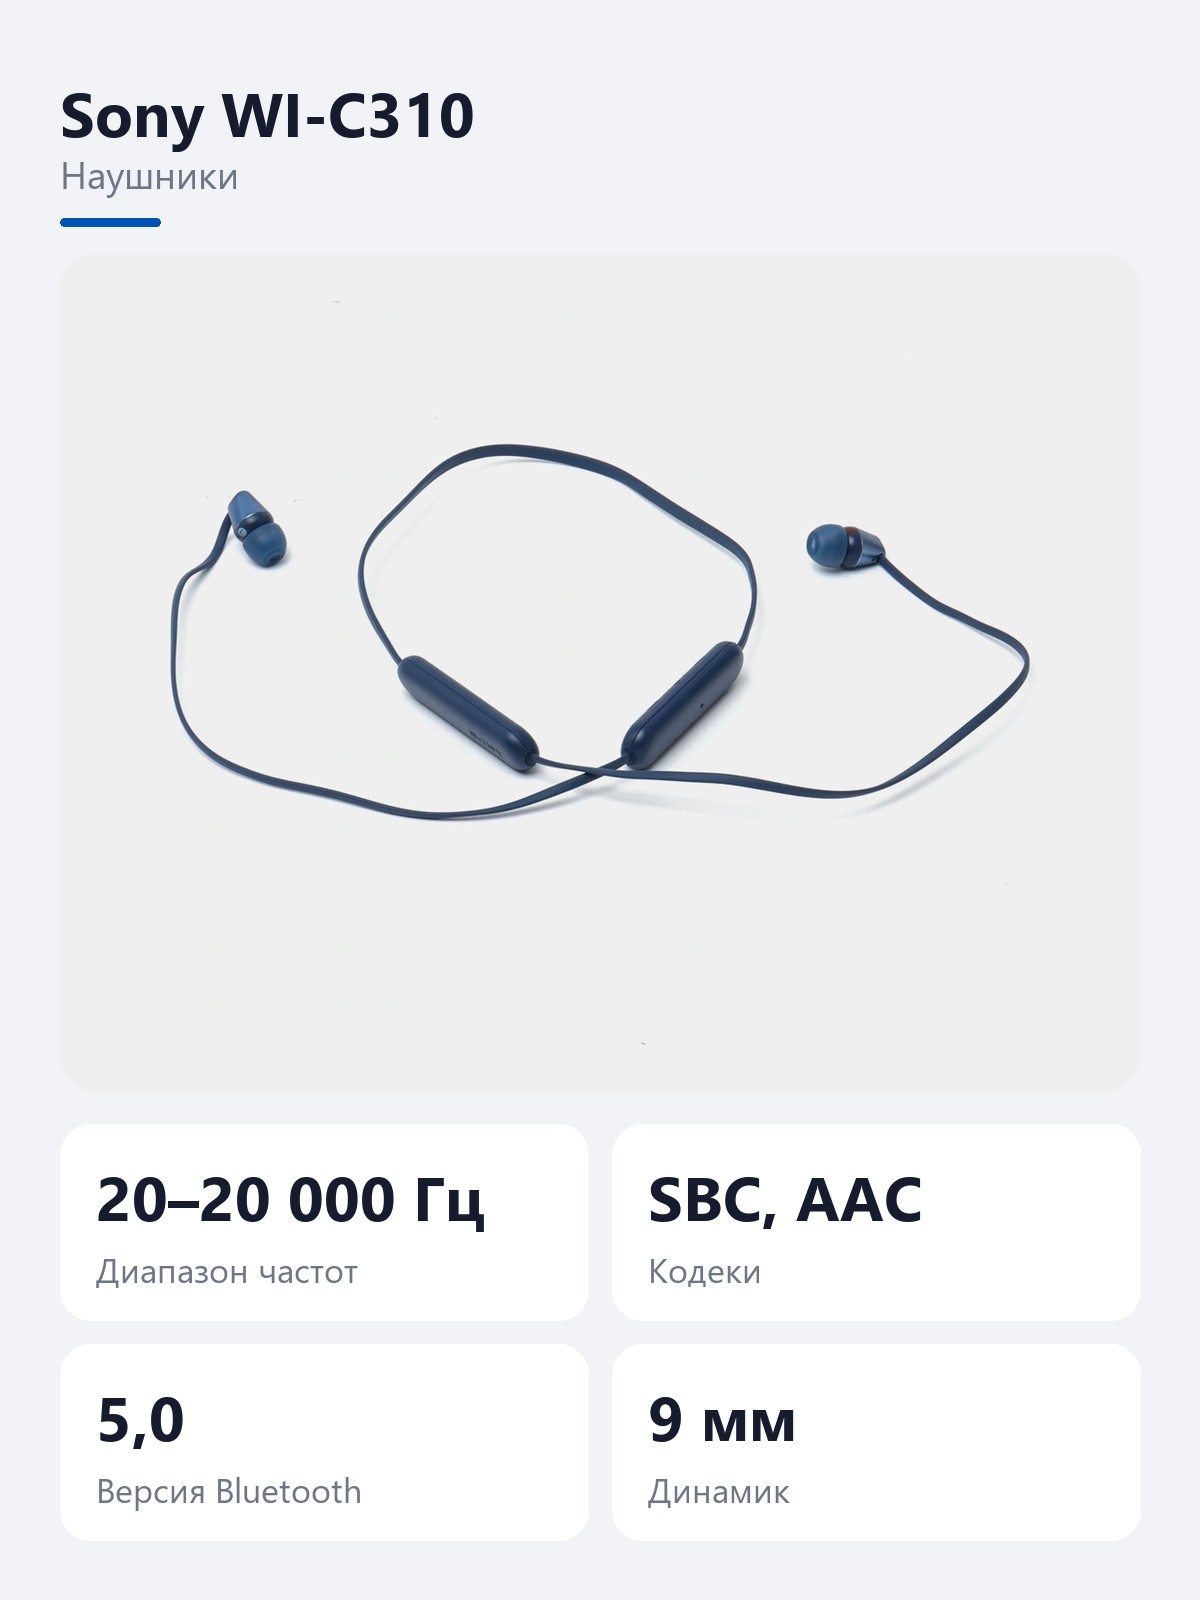 Sony WI-C310
Наушники
20–20 000 Гц
Диапазон частот
SBC, AAC
Кодеки
5,0
Версия Bluetooth
9 мм
Динамик